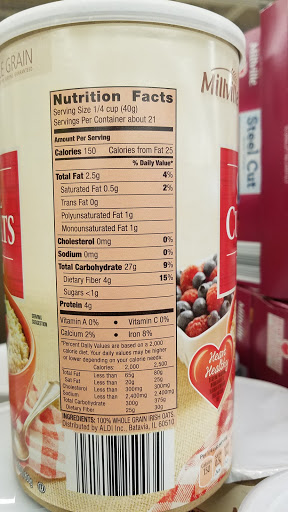 E GRAIN
Nutrition Facts
Serving Size 1/4 cup (40g)
Servings Per Container about 21
Amount Per Serving
Calories 150 Calories from Fat 25
% Daily Value*
Total Fat 2.5g 4%
Saturated Fat 0.5g 2%
Trans Fat 0g
Polyunsaturated Fat 1g
Monounsaturated Fat 1g
Cholesterol 0mg 0%
Sodium 0mg 0%
Total Carbohydrate 27g 9%
Dietary Fiber 4g 15%
Sugars <1g
Protein 4g
Vitamin A 0% • Vitamin C 0%
Calcium 2% • Iron 8%
*Percent Daily Values are based on a 2,000
calorie diet. Your daily values may be higher
or lower depending on your calorie needs.
Calories: 2,000 2,500
Total Fat Less than 65g 80g
Sat Fat Less than 20g 25g
Cholesterol Less than 300mg 300mg
Sodium Less than 2,400mg 2,400mg
Total Carbohydrate 300g 375g
Dietary Fiber 25g 30g
INGREDIENTS: 100% WHOLE GRAIN IRISH OATS.
Distributed by ALDI Inc., Batavia, IL 60510
TS
SERVING
SUGGESTION
Millvi
C
Heart
Healthy
Millville
Steel Cut